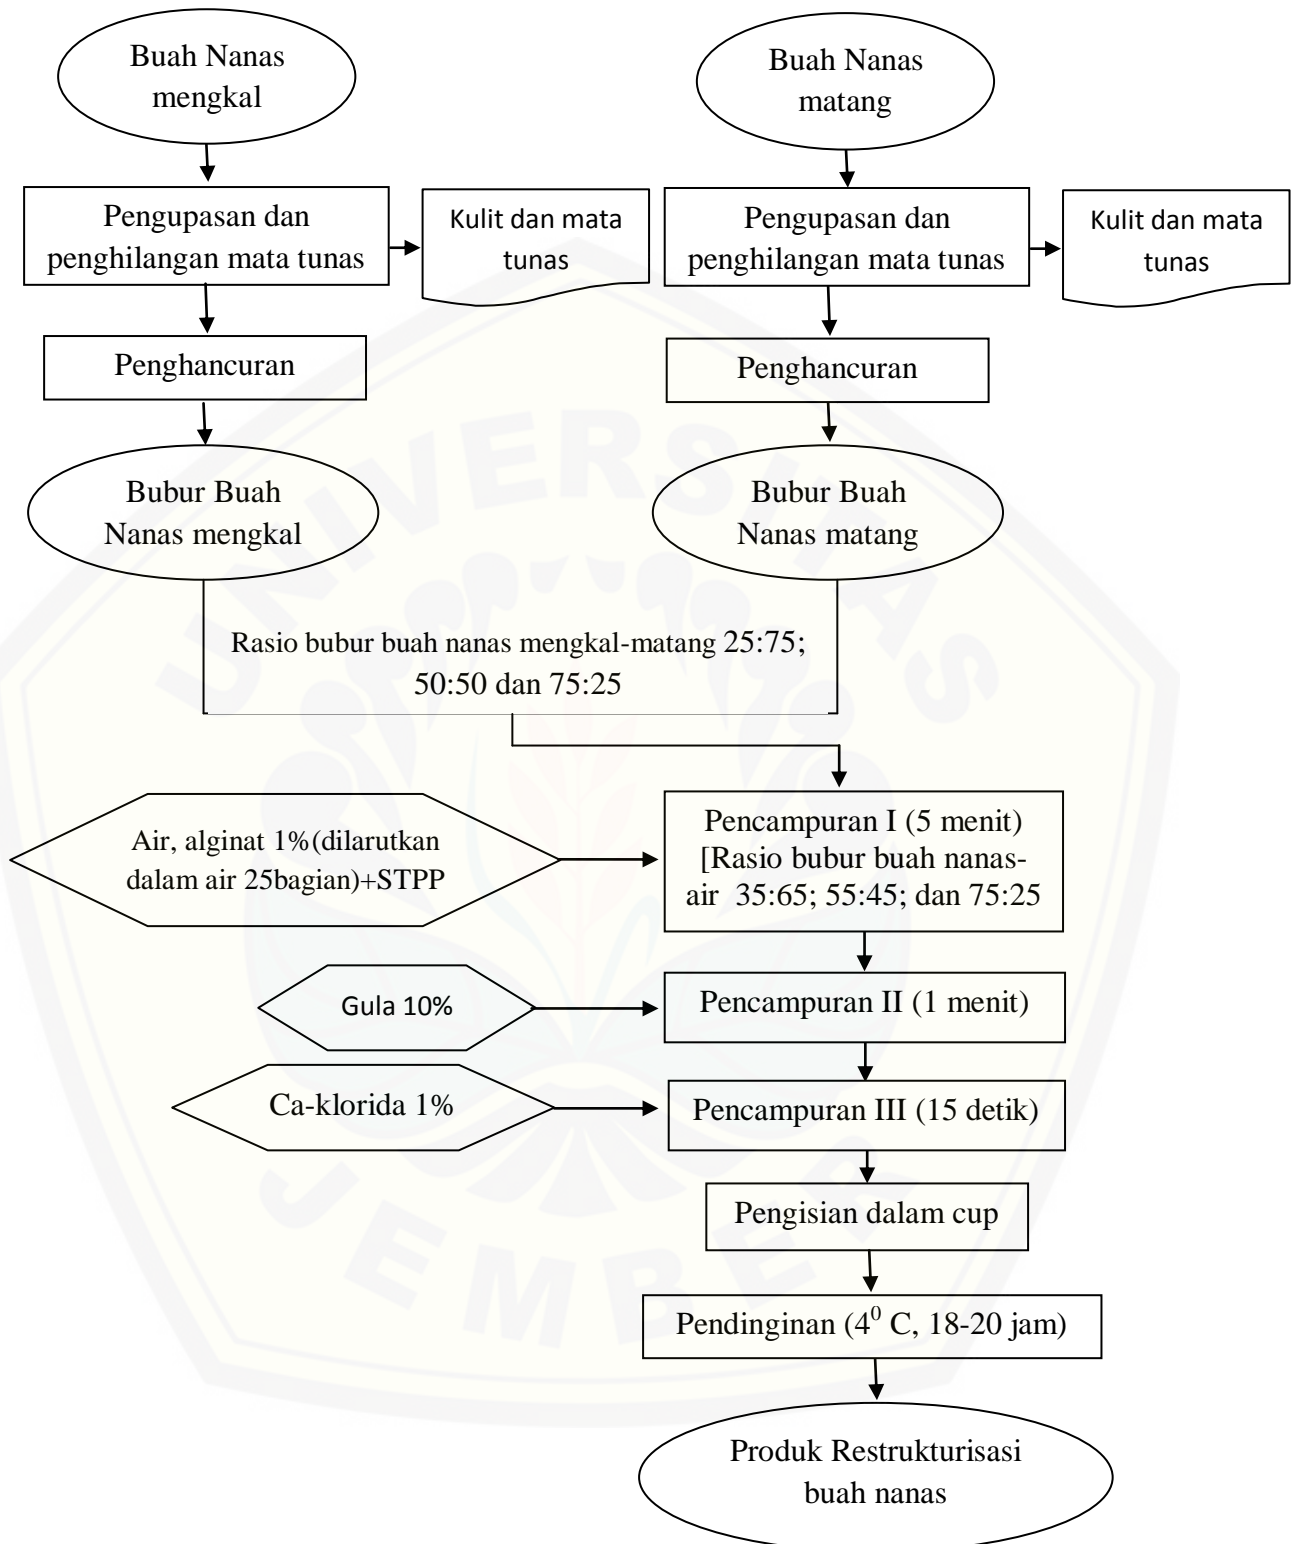 Buah Nanas
mengkal
Buah Nanas
matang
Pengupasan dan
penghilangan mata tunas
Kulit dan mata
tunas
Pengupasan dan
penghilangan mata tunas
Kulit dan mata
tunas
Penghancuran
Penghancuran
Bubur Buah
Nanas mengkal
Bubur Buah
Nanas matang
Rasio bubur buah nanas mengkal-matang 25:75;
50:50 dan 75:25
Air, alginat 1%(dilarutkan
dalam air 25bagian)+STPP
Pencampuran I (5 menit)
[Rasio bubur buah nanas-
air  35:65; 55:45; dan 75:25
Gula 10%
Pencampuran II (1 menit)
Ca-klorida 1%
Pencampuran III (15 detik)
Pengisian dalam cup
Pendinginan (4⁰ C, 18-20 jam)
Produk Restrukturisasi
buah nanas
UNIVERSITAS
JEMBER